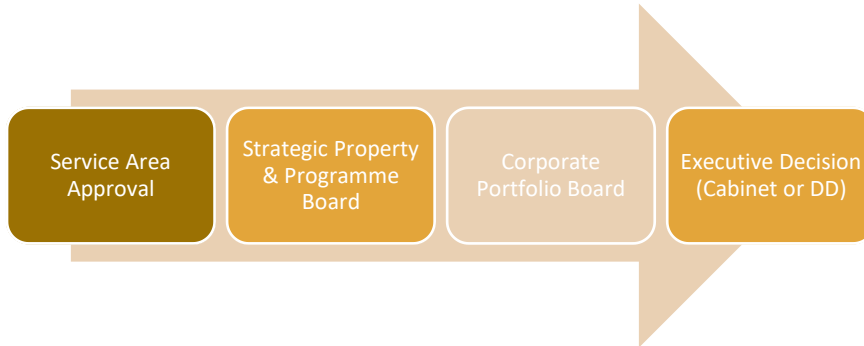 Service Area
Approval
Strategic Property
& Programme
Board
Corporate
Portfolio Board
Executive Decision
(Cabinet or DD)